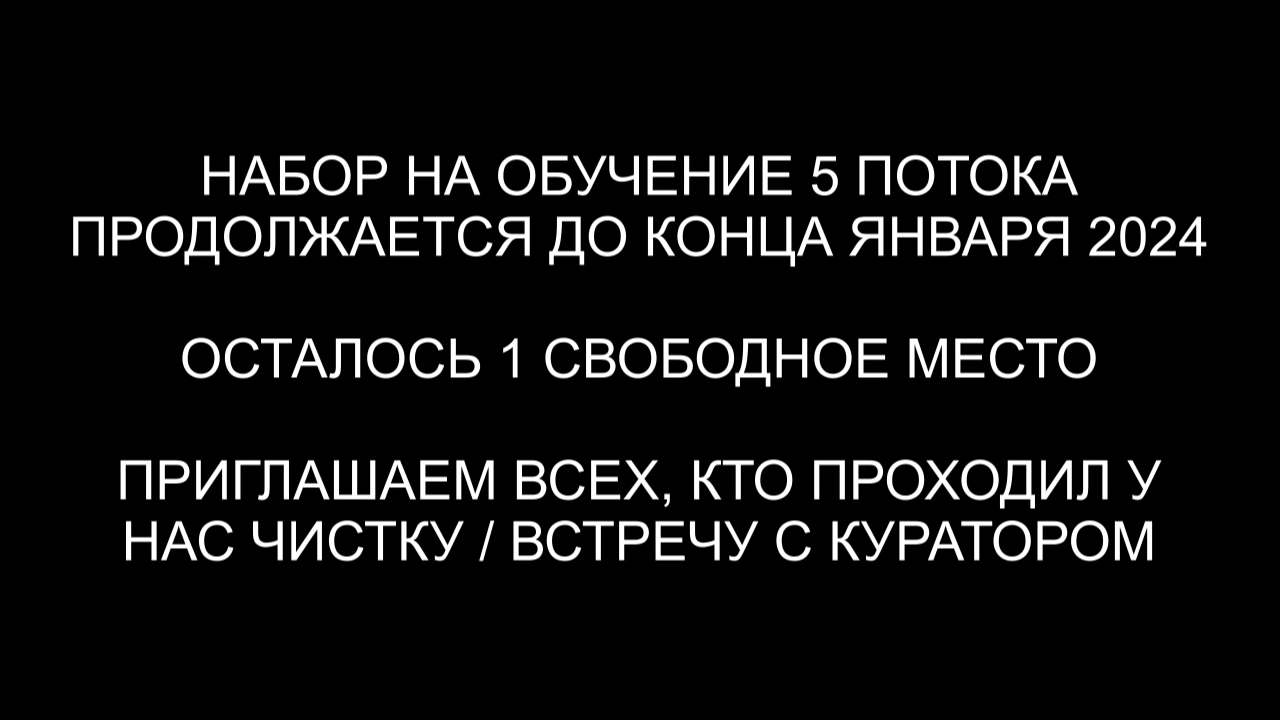 НАБОР НА ОБУЧЕНИЕ 5 ПОТОКА
ПРОДОЛЖАЕТСЯ ДО КОНЦА ЯНВАРЯ 2024
ОСТАЛОСЬ 1 СВОБОДНОЕ МЕСТО
ПРИГЛАШАЕМ ВСЕХ, КТО ПРОХОДИЛ У
НАС ЧИСТКУ / ВСТРЕЧУ С КУРАТОРОМ